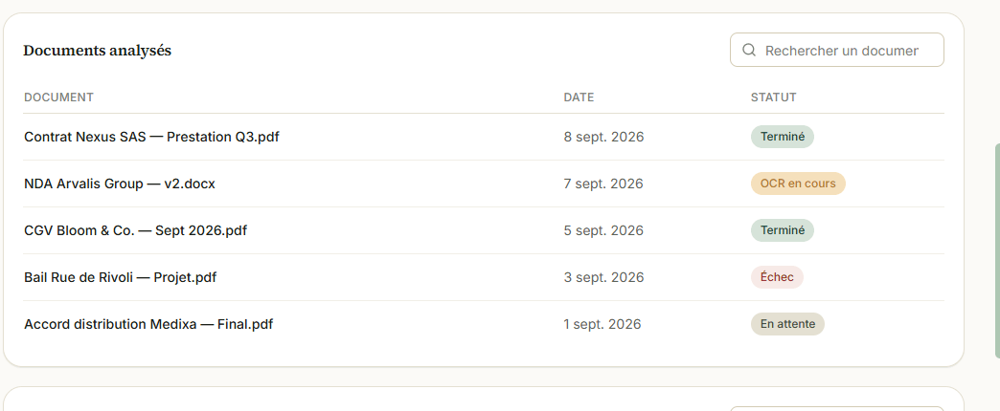 Documents analysés
Rechercher un documer
DOCUMENT DATE STATUT
Contrat Nexus SAS — Prestation Q3.pdf 8 sept. 2026 Terminé
NDA Arvalis Group — v2.docx 7 sept. 2026 OCR en cours
CGV Bloom & Co. — Sept 2026.pdf 5 sept. 2026 Terminé
Bail Rue de Rivoli — Projet.pdf 3 sept. 2026 Échec
Accord distribution Medixa — Final.pdf 1 sept. 2026 En attente